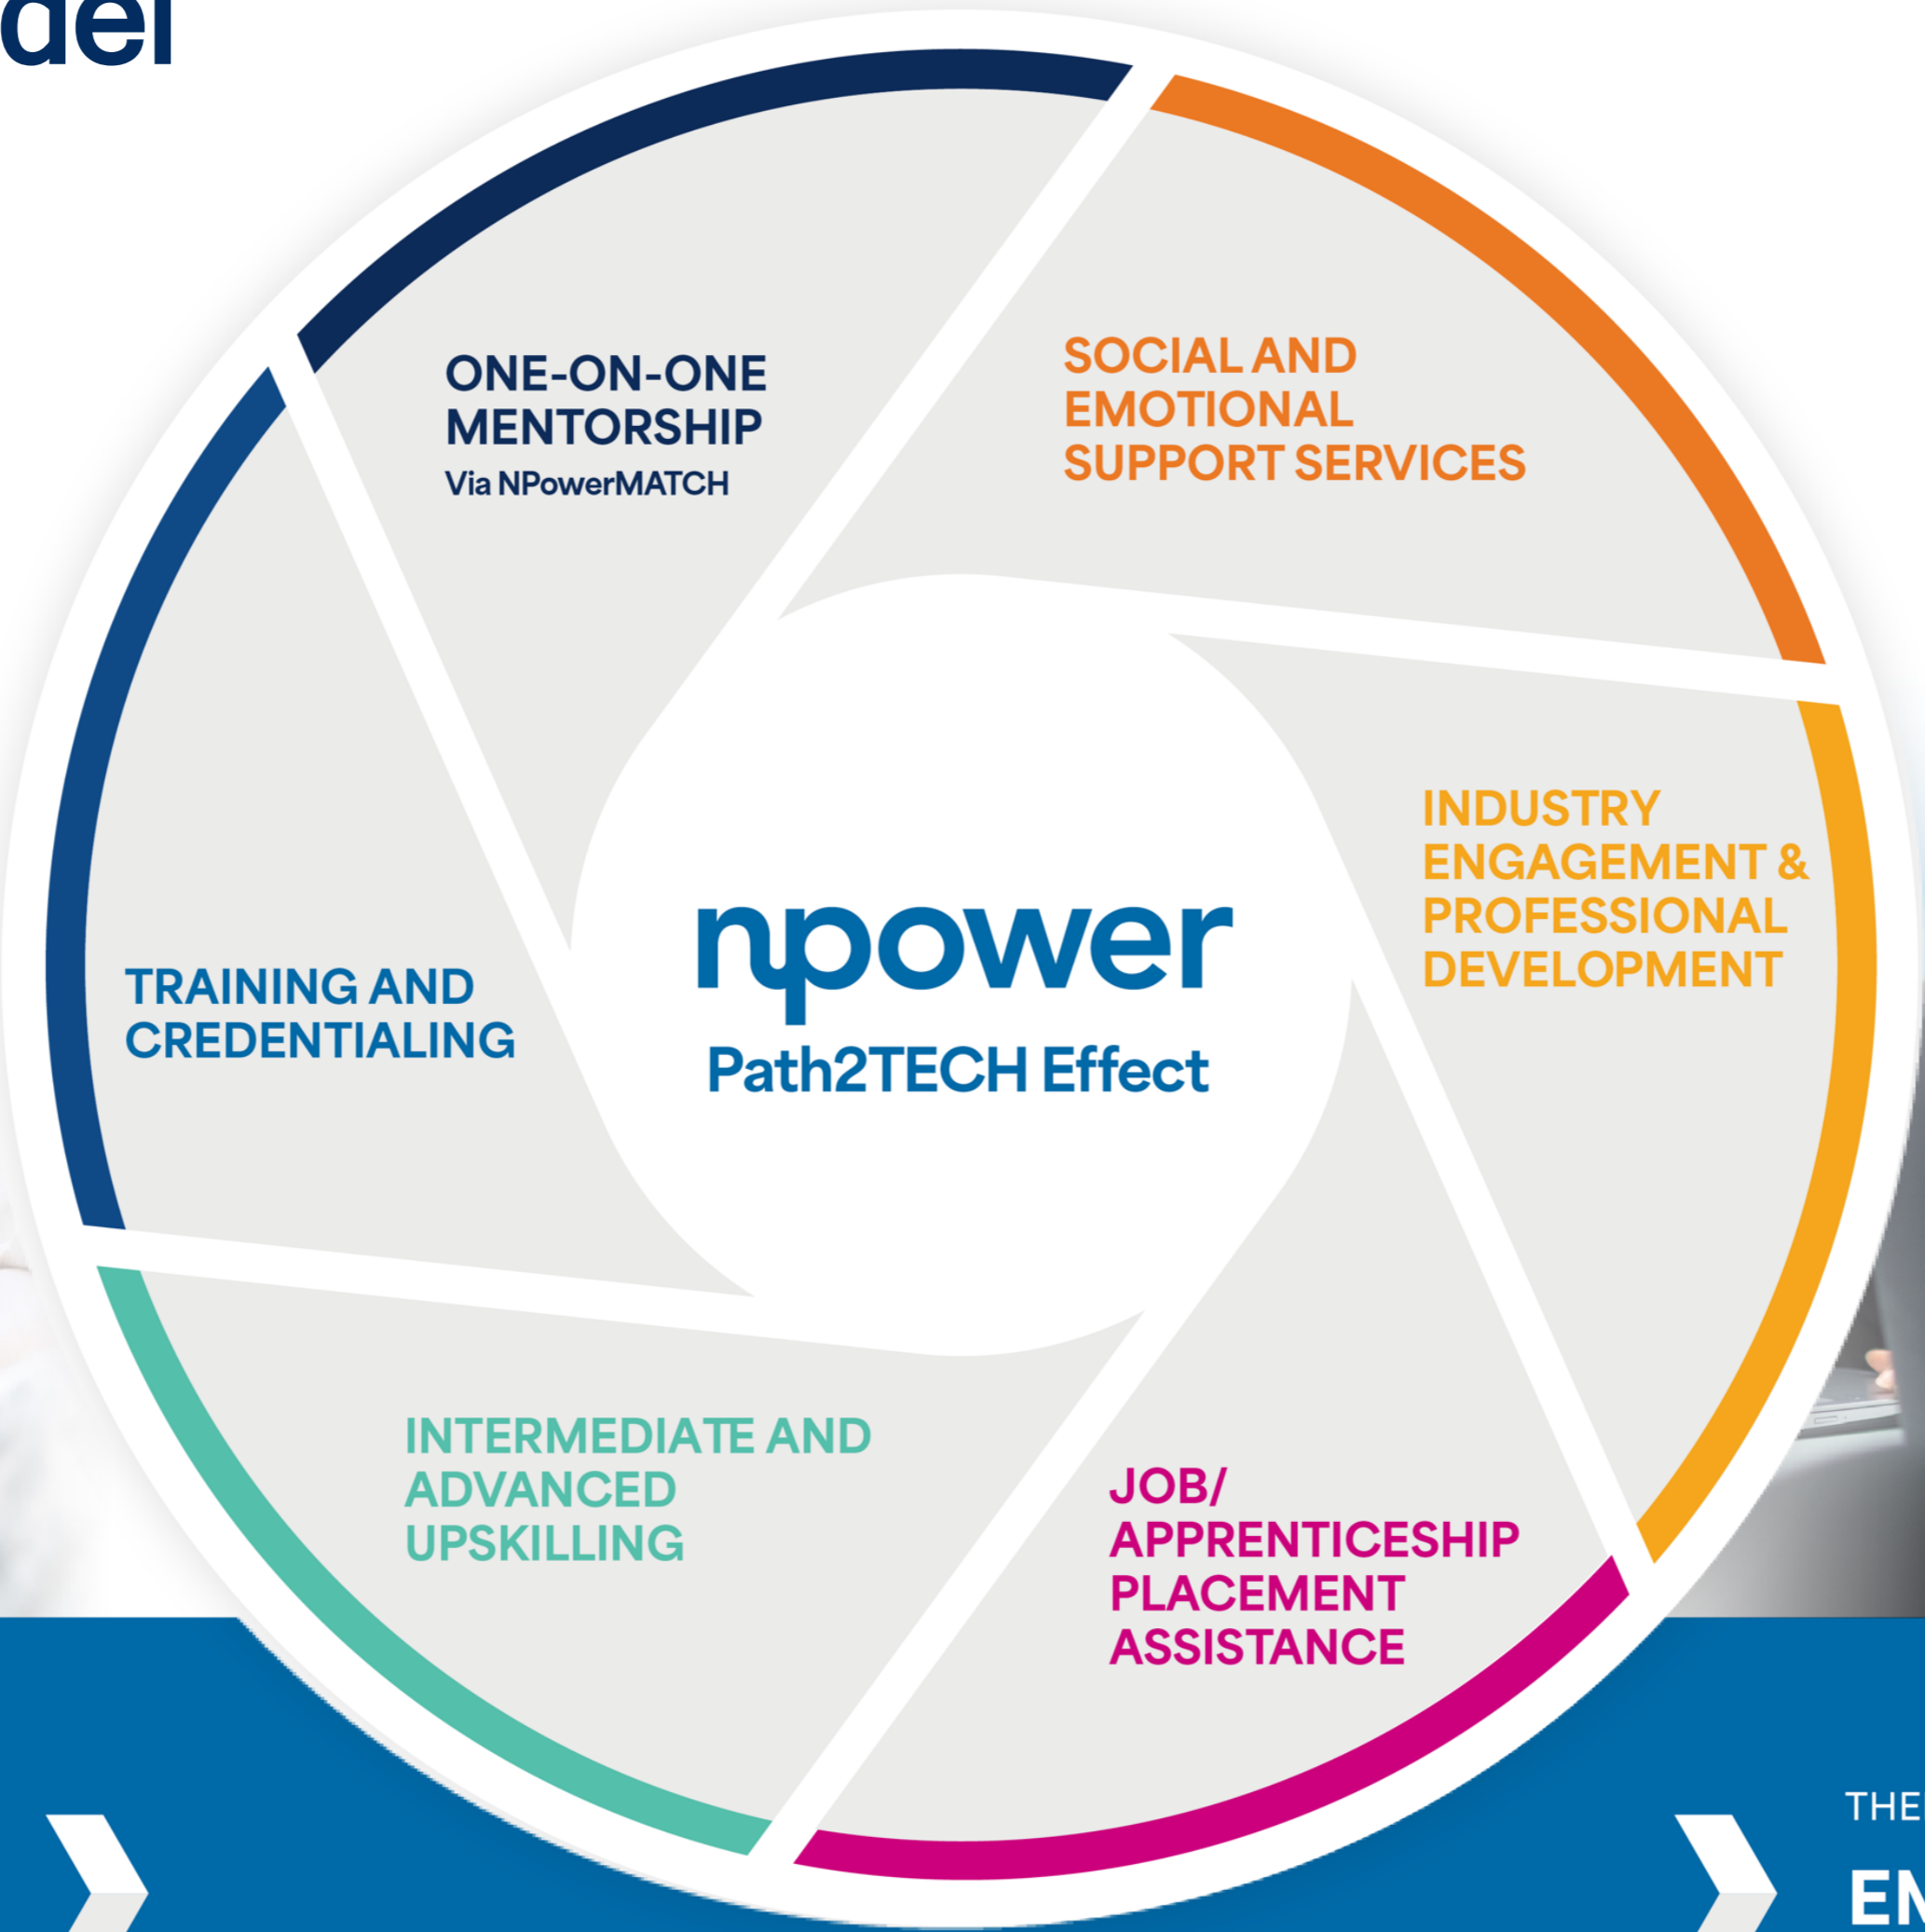 ONE-ON-ONE
MENTORSHIP
Via NPowerMATCH
SOCIAL AND
EMOTIONAL
SUPPORT SERVICES
INDUSTRY
ENGAGEMENT &
PROFESSIONAL
DEVELOPMENT
npower
Path2TECH Effect
TRAINING AND
CREDENTIALING
INTERMEDIATE AND
ADVANCED
UPSKILLING
JOB/
APPRENTICESHIP
PLACEMENT
ASSISTANCE
THE